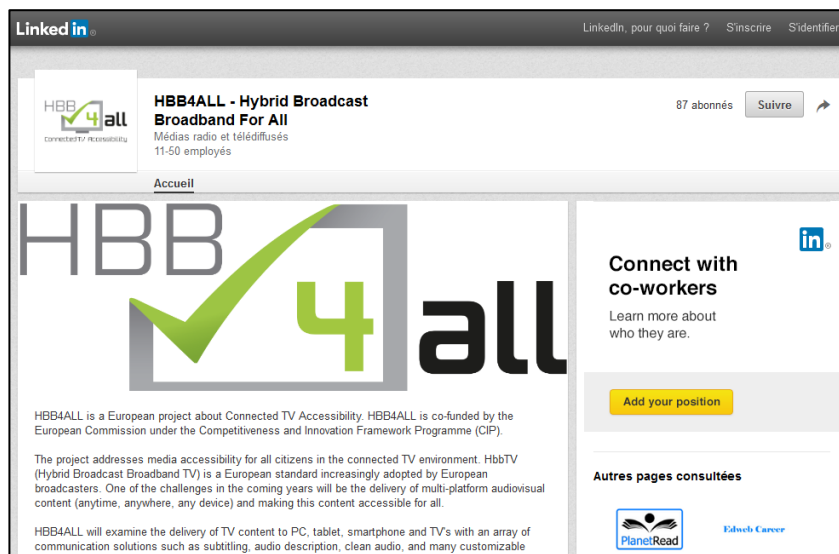 Linked in ®
LinkedIn, pour quoi faire ? S'inscrire S'identifier
HBB 4 all
Connected TV Accessibility
HBB4ALL - Hybrid Broadcast
Broadband For All
Médias radio et télédiffusés
11-50 employés
87 abonnés Suivre
Accueil
HBB 4 all
HBB4ALL is a European project about Connected TV Accessibility. HBB4ALL is co-funded by the
European Commission under the Competitiveness and Innovation Framework Programme (CIP).
The project addresses media accessibility for all citizens in the connected TV environment. HbbTV
(Hybrid Broadcast Broadband TV) is a European standard increasingly adopted by European
broadcasters. One of the challenges in the coming years will be the delivery of multi-platform audiovisual
content (anytime, anywhere, any device) and making this content accessible for all.
HBB4ALL will examine the delivery of TV content to PC, tablet, smartphone and TV's with an array of
communication solutions such as subtitling, audio description, clean audio, and many customizable
in ®
Connect with
co-workers
Learn more about
who they are.
Add your position
Autres pages consultées
PlanetRead
Edweb Career